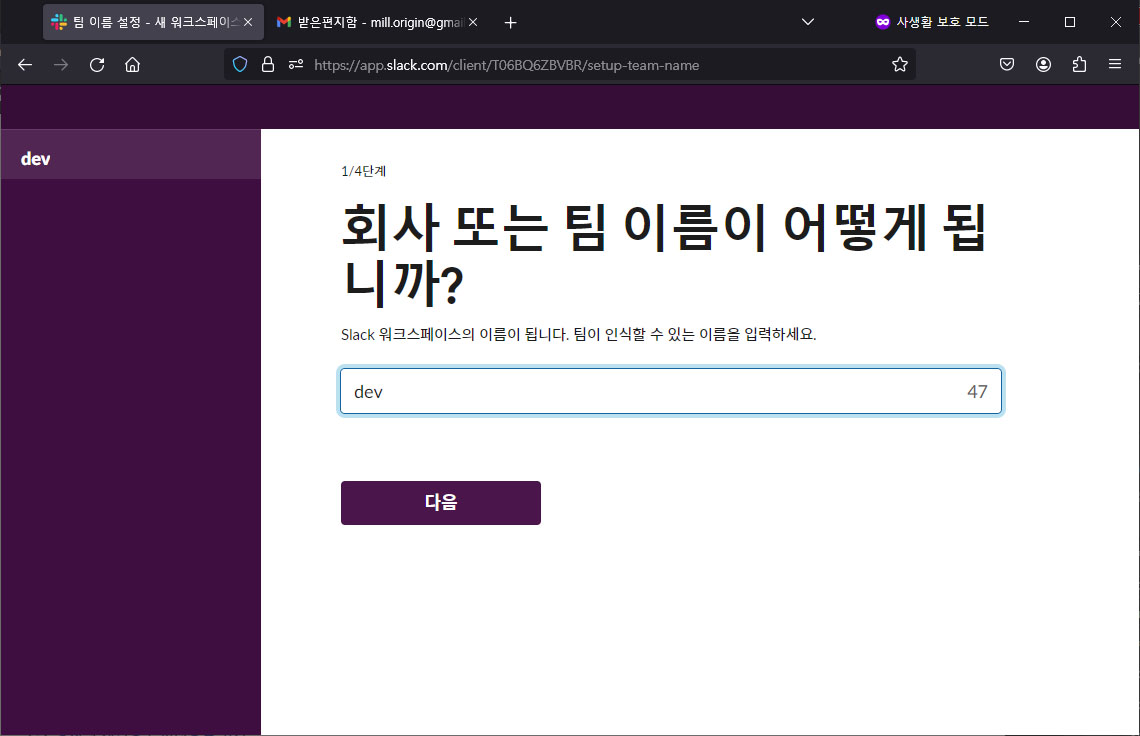 팀 이름 설정 - 새 워크스페이스
받은편지함 - mill.origin@gmail
사생활 보호 모드
https://app.slack.com/client/T06BQ6ZBVBR/setup-team-name
dev
1/4단계
회사 또는 팀 이름이 어떻게 됩
니까?
Slack 워크스페이스의 이름이 됩니다. 팀이 인식할 수 있는 이름을 입력하세요.
dev 47
다음